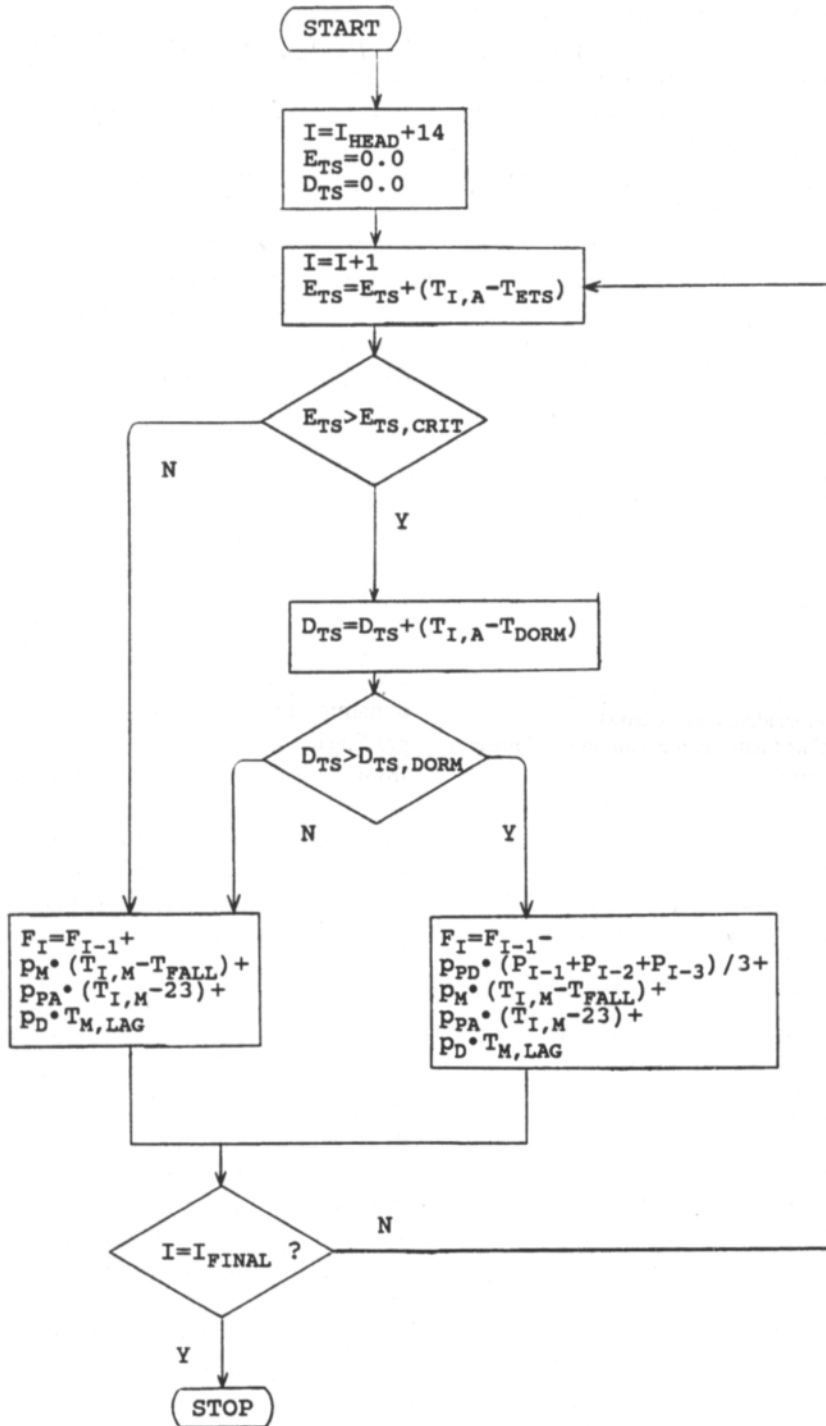 START
I=I_HEAD+14
E_TS=0.0
D_TS=0.0
I=I+1
E_TS=E_TS+(T_I,A-T_ETS)
E_TS>E_TS,CRIT
N
Y
D_TS=D_TS+(T_I,A-T_DORM)
D_TS>D_TS,DORM
N
Y
F_I=F_I-1+
p_M•(T_I,M-T_FALL)+
p_PA•(T_I,M-23)+
p_D•T_M,LAG
F_I=F_I-1-
p_PD•(P_I-1+P_I-2+P_I-3)/3+
p_M•(T_I,M-T_FALL)+
p_PA•(T_I,M-23)+
p_D•T_M,LAG
I=I_FINAL ?
N
Y
STOP